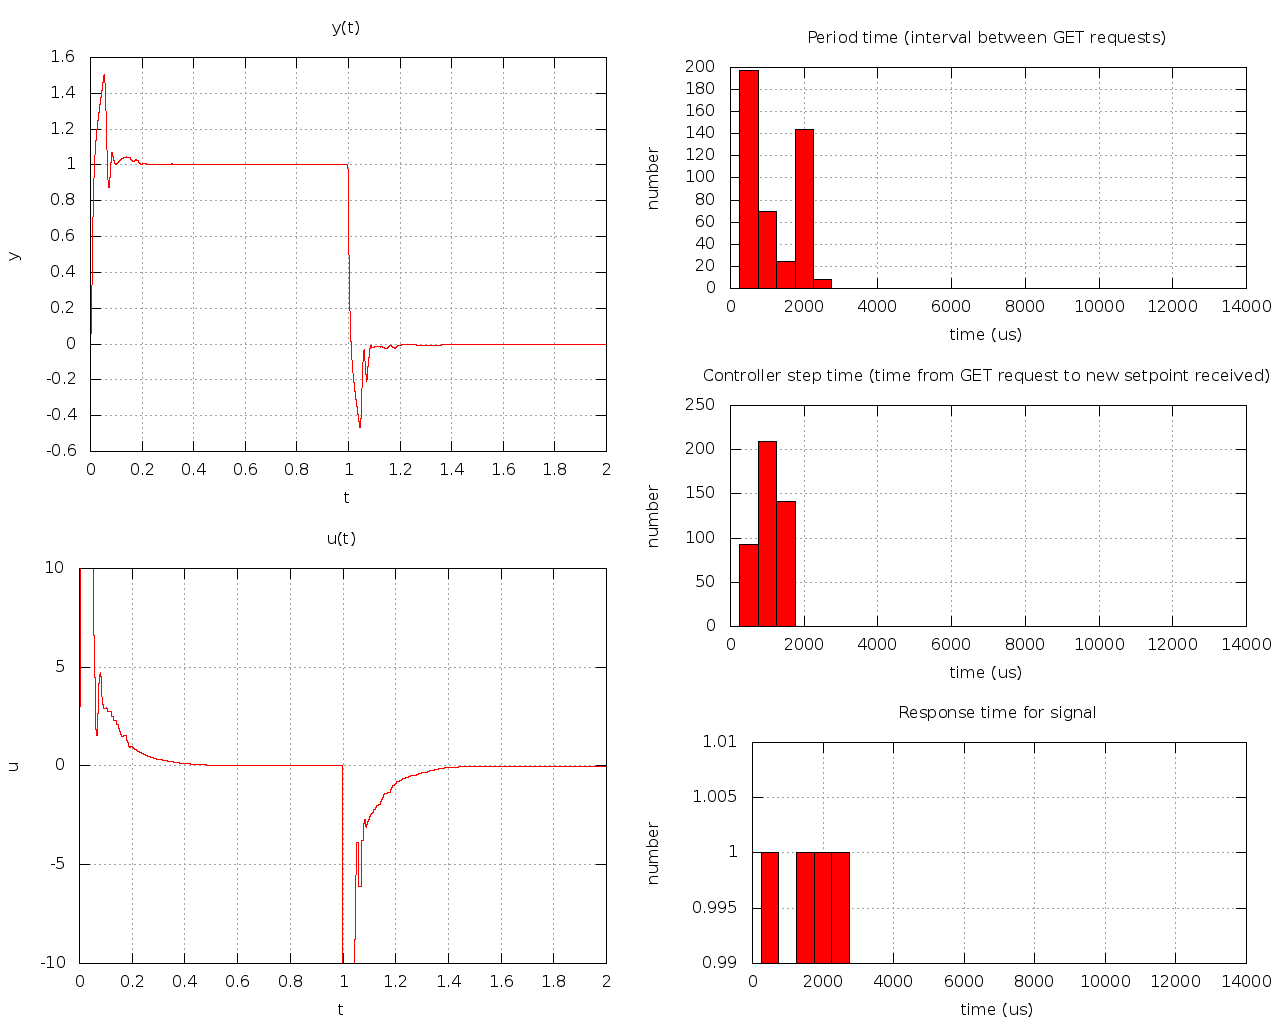 y(t)
1.6
1.4
1.2
1
0.8
0.6
0.4
0.2
0
-0.2
-0.4
-0.6
y
0 0.2 0.4 0.6 0.8 1 1.2 1.4 1.6 1.8 2
t
u(t)
10
5
0
-5
-10
u
0 0.2 0.4 0.6 0.8 1 1.2 1.4 1.6 1.8 2
t
Period time (interval between GET requests)
200
180
160
140
120
100
80
60
40
20
0
number
0 2000 4000 6000 8000 10000 12000 14000
time (us)
Controller step time (time from GET request to new setpoint received)
250
200
150
100
50
0
number
0 2000 4000 6000 8000 10000 12000 14000
time (us)
Response time for signal
1.01
1.005
1
0.995
0.99
number
0 2000 4000 6000 8000 10000 12000 14000
time (us)